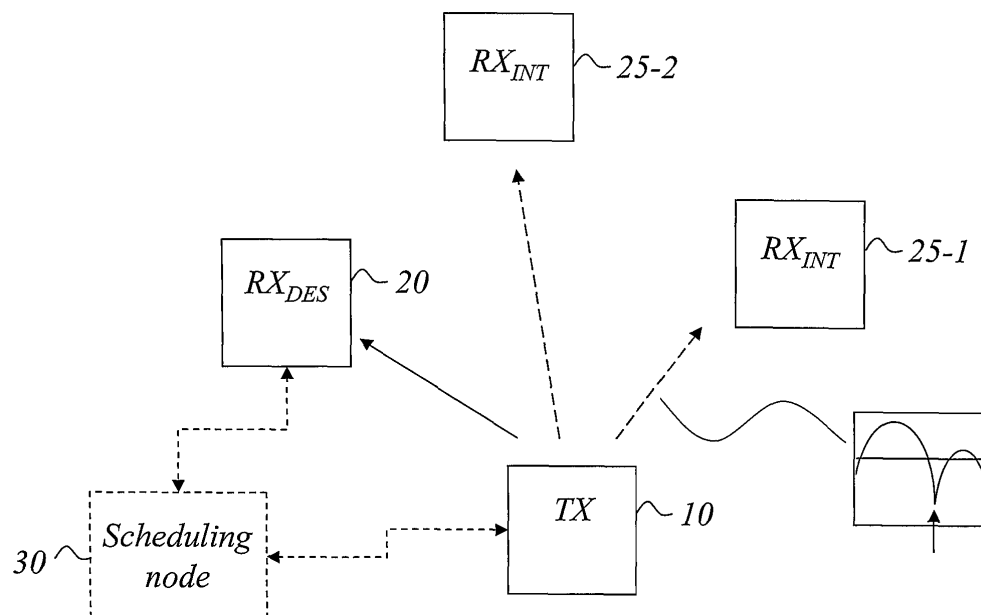 RX_INT 25-2
RX_INT 25-1
RX_DES 20
TX 10
30 Scheduling
node